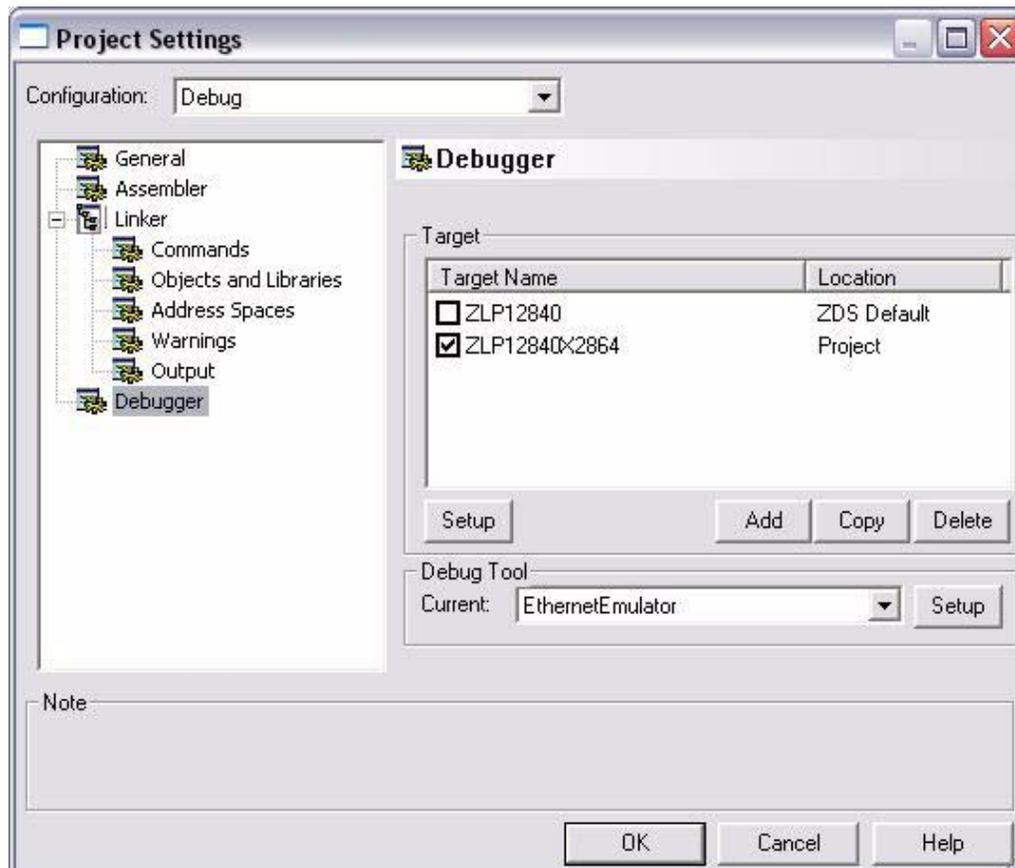 Project Settings
Configuration: Debug
General
Assembler
Linker
Commands
Objects and Libraries
Address Spaces
Warnings
Output
Debugger
Debugger
Target
Target Name Location
ZLP12840 ZDS Default
ZLP12840X2864 Project
Setup Add Copy Delete
Debug Tool
Current: EthernetEmulator Setup
Note
OK Cancel Help